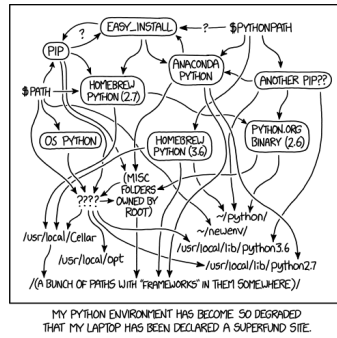 EASY_INSTALL
?
?
$PYTHONPATH
PIP
ANACONDA
PYTHON
ANOTHER PIP??
$PATH
HOMEBREW
PYTHON (2.7)
OS PYTHON
HOMEBREW
PYTHON (3.6)
PYTHON.ORG
BINARY (2.6)
(MISC
FOLDERS
OWNED BY
ROOT)
????
~/python/
~/newenv/
/usr/local/Cellar
/usr/local/opt
/usr/local/lib/python3.6
/usr/local/lib/python2.7
/(A BUNCH OF PATHS WITH "FRAMEWORKS" IN THEM SOMEWHERE)/
MY PYTHON ENVIRONMENT HAS BECOME SO DEGRADED
THAT MY LAPTOP HAS BEEN DECLARED A SUPERFUND SITE.